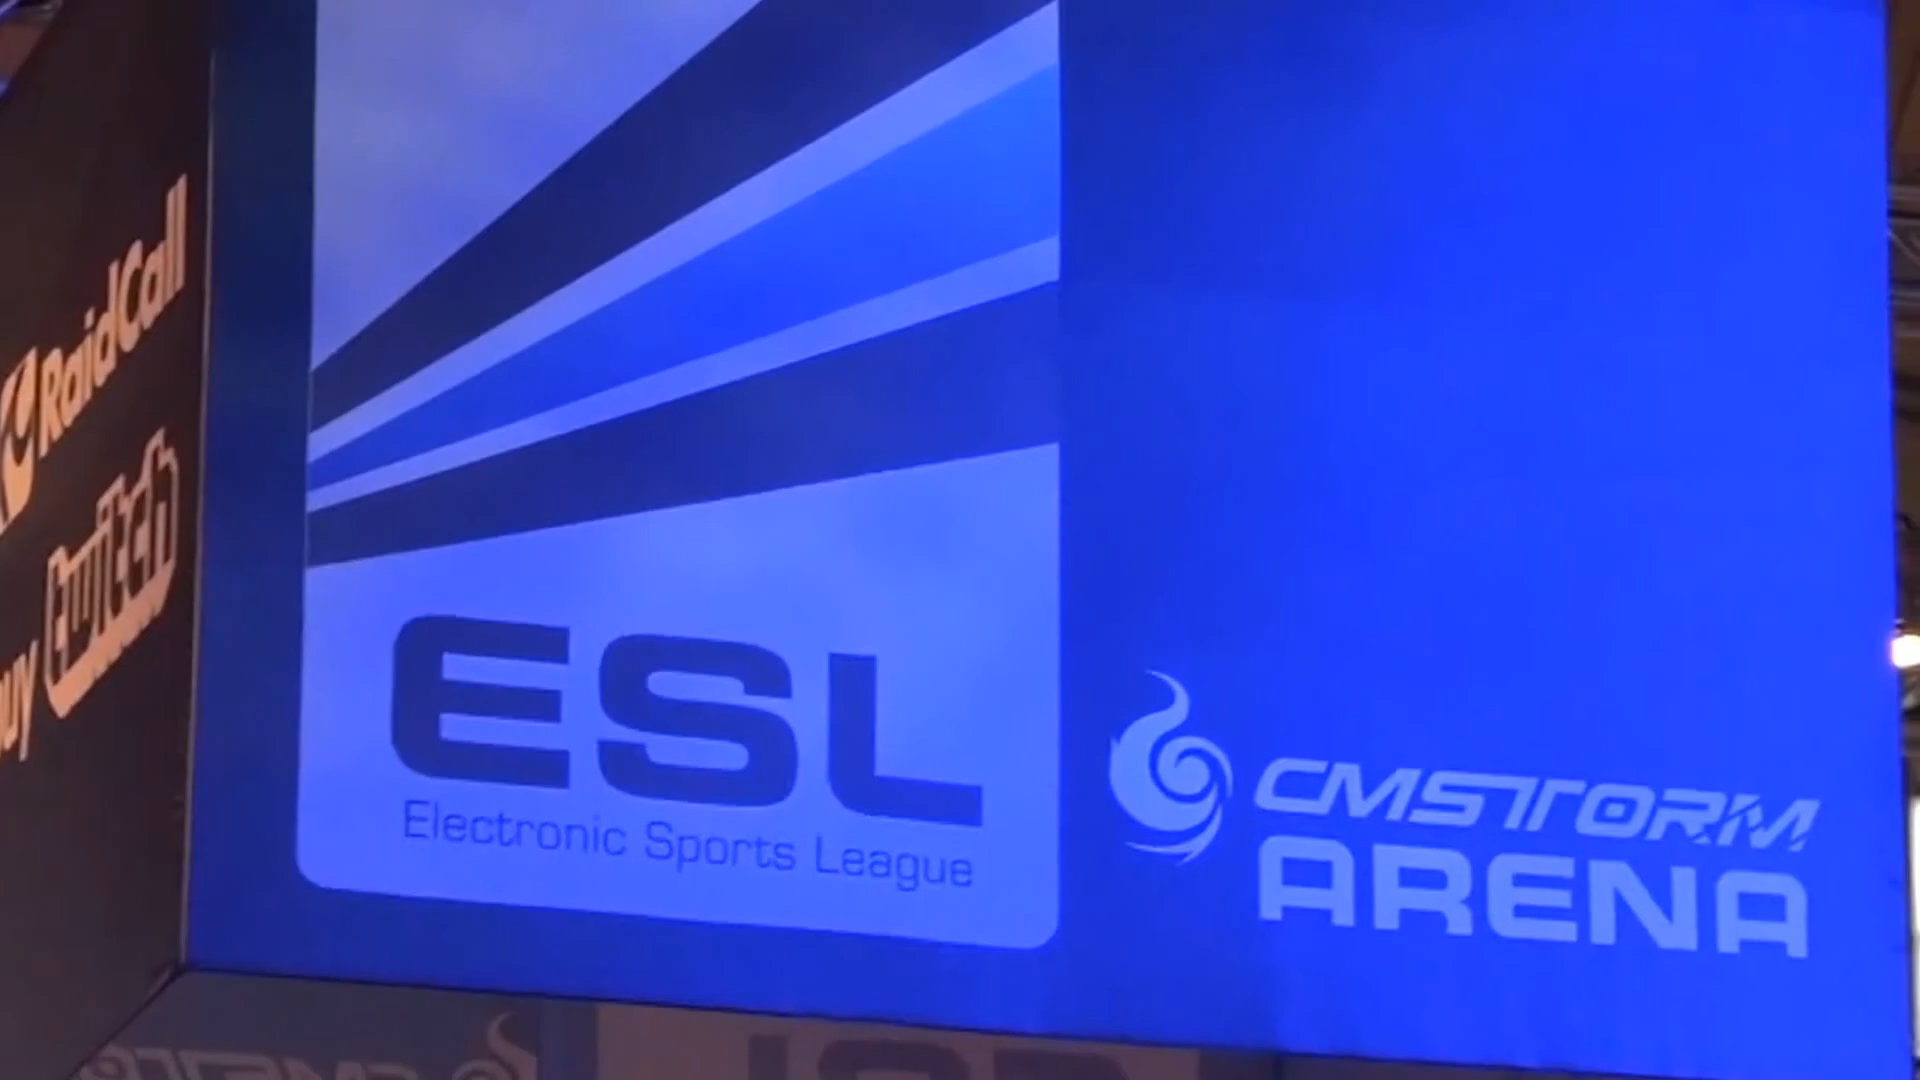 RaidCall
twitch
ESL
Electronic Sports League
CMSTORM
ARENA